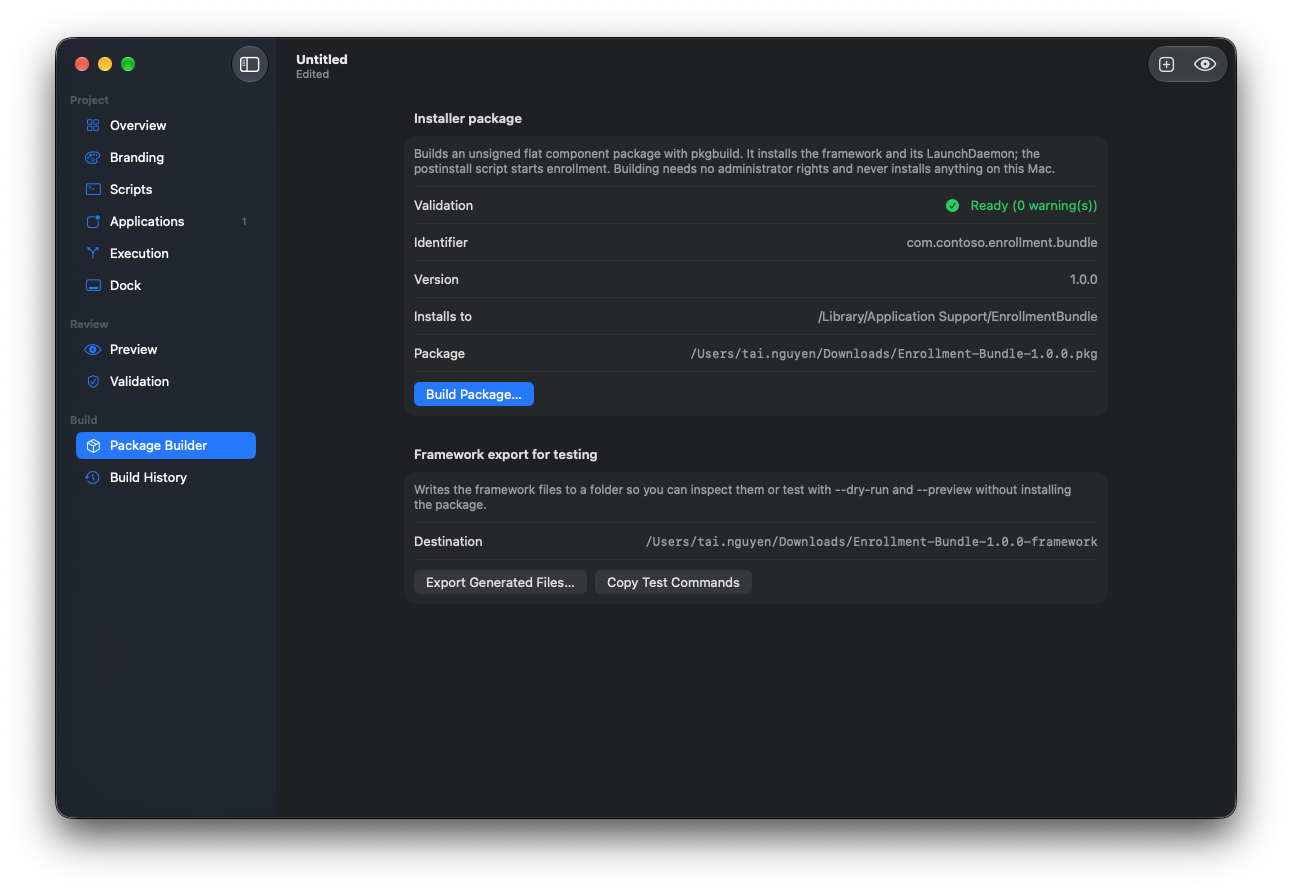 Untitled
Edited
Project
Overview
Branding
Scripts
Applications 1
Execution
Dock
Review
Preview
Validation
Build
Package Builder
Build History
Installer package
Builds an unsigned flat component package with pkgbuild. It installs the framework and its LaunchDaemon; the
postinstall script starts enrollment. Building needs no administrator rights and never installs anything on this Mac.
Validation Ready (0 warning(s))
Identifier com.contoso.enrollment.bundle
Version 1.0.0
Installs to /Library/Application Support/EnrollmentBundle
Package /Users/tai.nguyen/Downloads/Enrollment-Bundle-1.0.0.pkg
Build Package...
Framework export for testing
Writes the framework files to a folder so you can inspect them or test with --dry-run and --preview without installing
the package.
Destination /Users/tai.nguyen/Downloads/Enrollment-Bundle-1.0.0-framework
Export Generated Files... Copy Test Commands